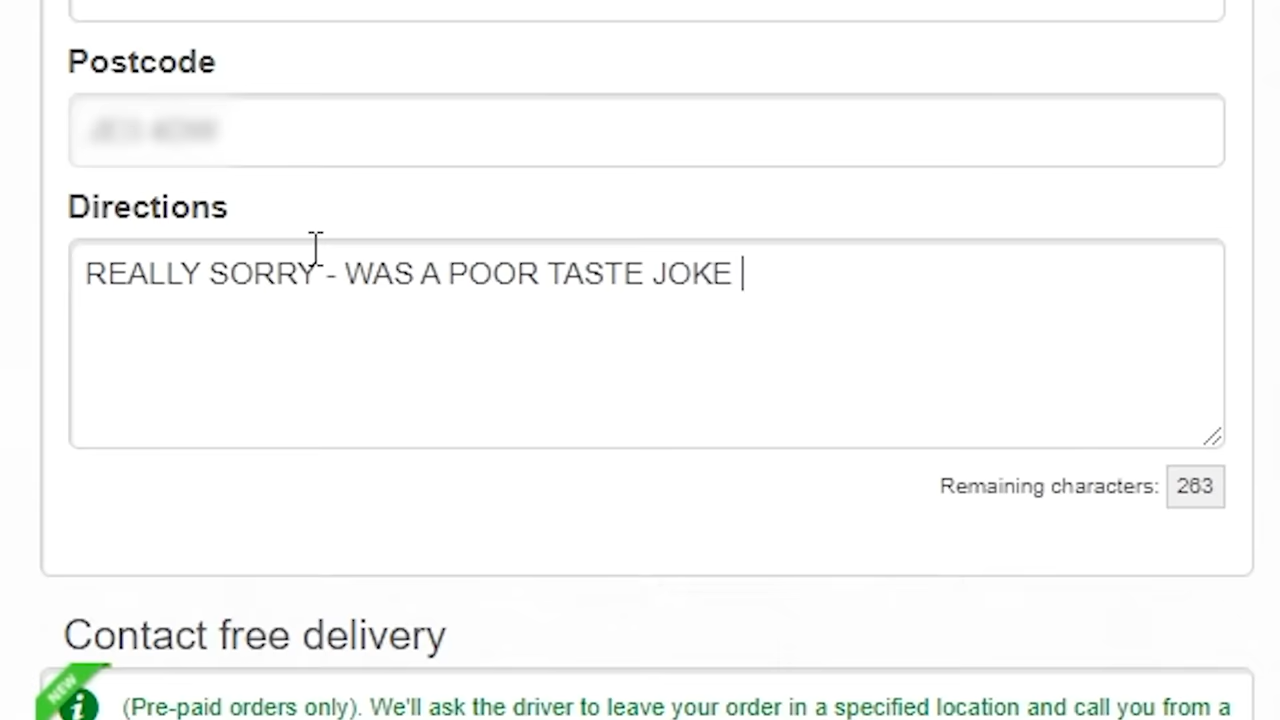 Postcode
Directions
REALLY SORRY - WAS A POOR TASTE JOKE
Remaining characters: 263
Contact free delivery
NEW
i
(Pre-paid orders only). We'll ask the driver to leave your order in a specified location and call you from a